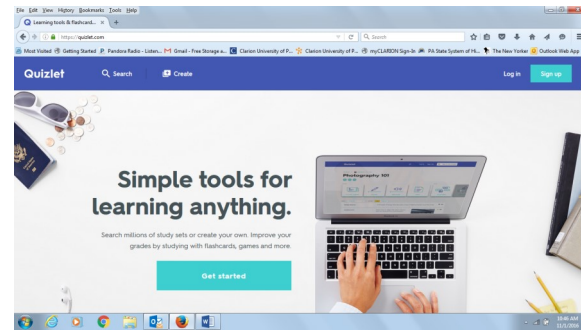 File Edit View History Bookmarks Tools Help
Learning tools & flashcard...
https://quizlet.com
Search
Most Visited Getting Started Pandora Radio - Listen... Gmail - Free Storage a... Clarion University of P... Clarion University of P... myCLARION Sign-In PA State System of Hi... The New Yorker Outlook Web App
Quizlet Search Create Log in Sign up
Simple tools for
learning anything.
Search millions of study sets or create your own. Improve your
grades by studying with flashcards, games and more.
Get started
Photography 101
10:46 AM